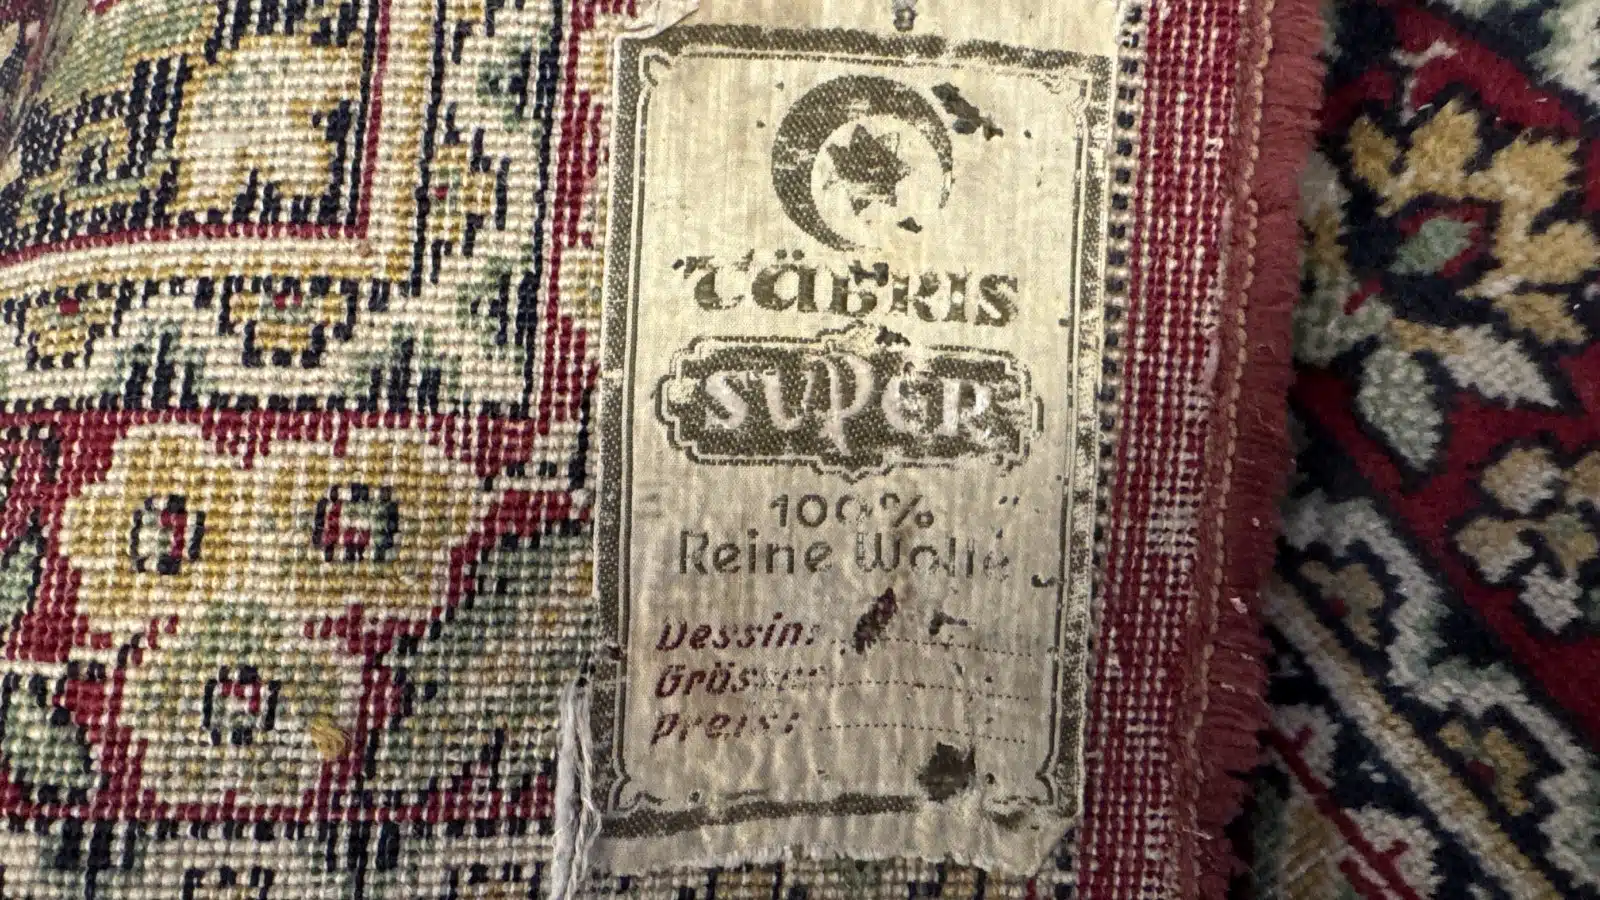 TÄBRIS
SUPER
100%
Reine Wolle
Dessin:
Grösse:
Preis: